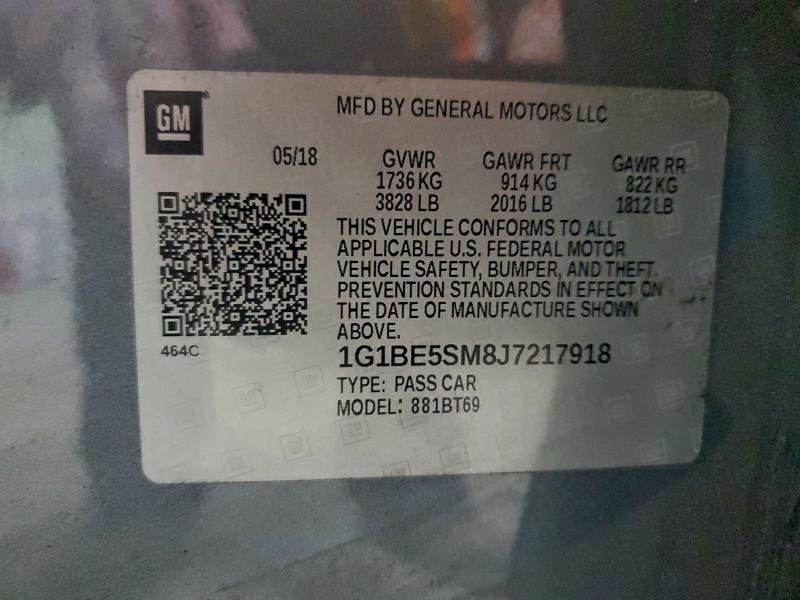 GM
MFD BY GENERAL MOTORS LLC
05/18 GVWR GAWR FRT GAWR RR
1736 KG 914 KG 822 KG
3828 LB 2016 LB 1812 LB
THIS VEHICLE CONFORMS TO ALL
APPLICABLE U.S. FEDERAL MOTOR
VEHICLE SAFETY, BUMPER, AND THEFT
PREVENTION STANDARDS IN EFFECT ON
THE DATE OF MANUFACTURE SHOWN
ABOVE.
464C
1G1BE5SM8J7217918
TYPE: PASS CAR
MODEL: 881BT69